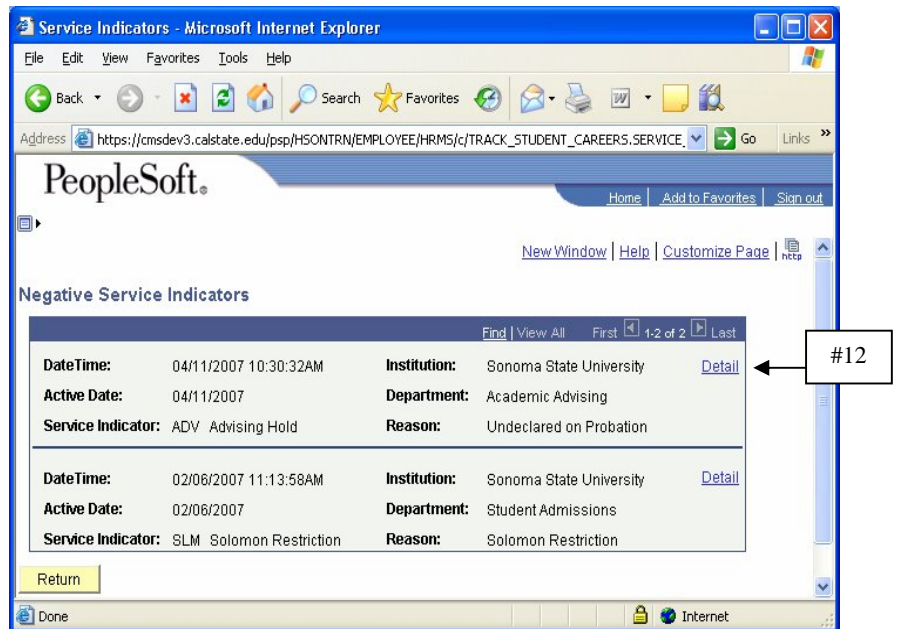 Service Indicators - Microsoft Internet Explorer
File Edit View Favorites Tools Help
Back Search Favorites
Address https://cmsdev3.calstate.edu/psp/HSONTRN/EMPLOYEE/HRMS/c/TRACK_STUDENT_CAREERS.SERVICE_ Go Links »
PeopleSoft.
Home | Add to Favorites | Sign out
New Window | Help | Customize Page | http
Negative Service Indicators
Find | View All First 1-2 of 2 Last
DateTime: 04/11/2007 10:30:32AM Institution: Sonoma State University Detail
#12
Active Date: 04/11/2007 Department: Academic Advising
Service Indicator: ADV Advising Hold Reason: Undeclared on Probation
DateTime: 02/06/2007 11:13:58AM Institution: Sonoma State University Detail
Active Date: 02/06/2007 Department: Student Admissions
Service Indicator: SLM Solomon Restriction Reason: Solomon Restriction
Return
Done Internet